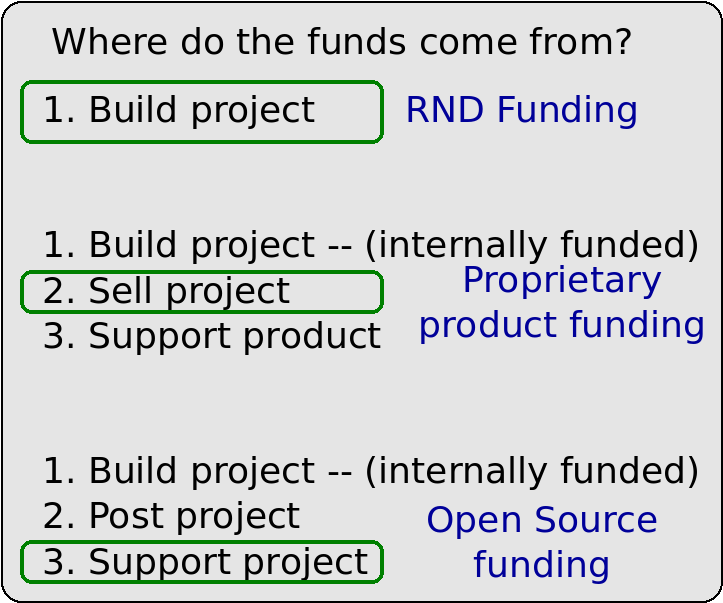 Where do the funds come from?
1. Build project
RND Funding
1. Build project -- (internally funded)
2. Sell project
3. Support product
Proprietary
product funding
1. Build project -- (internally funded)
2. Post project
3. Support project
Open Source
funding